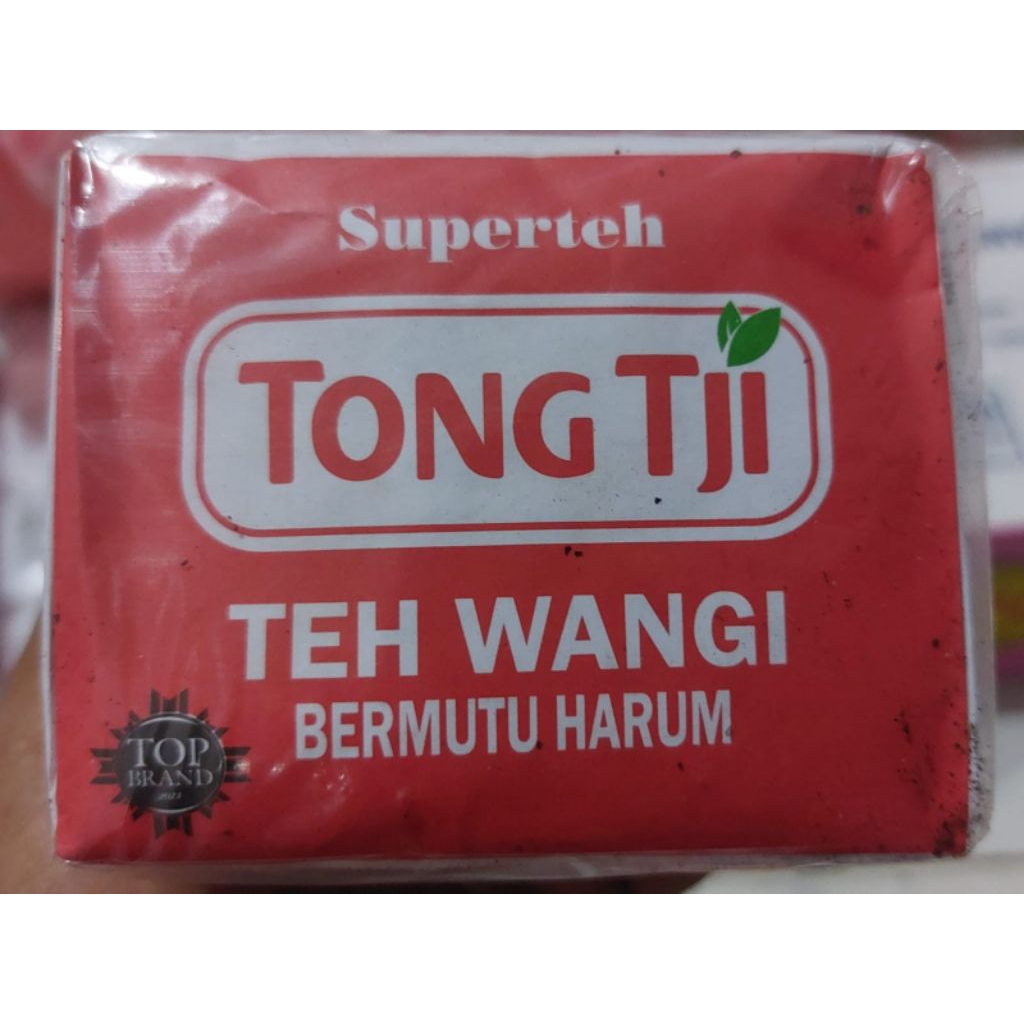 Superteh
TONG TJI
TEH WANGI
BERMUTU HARUM
TOP
BRAND